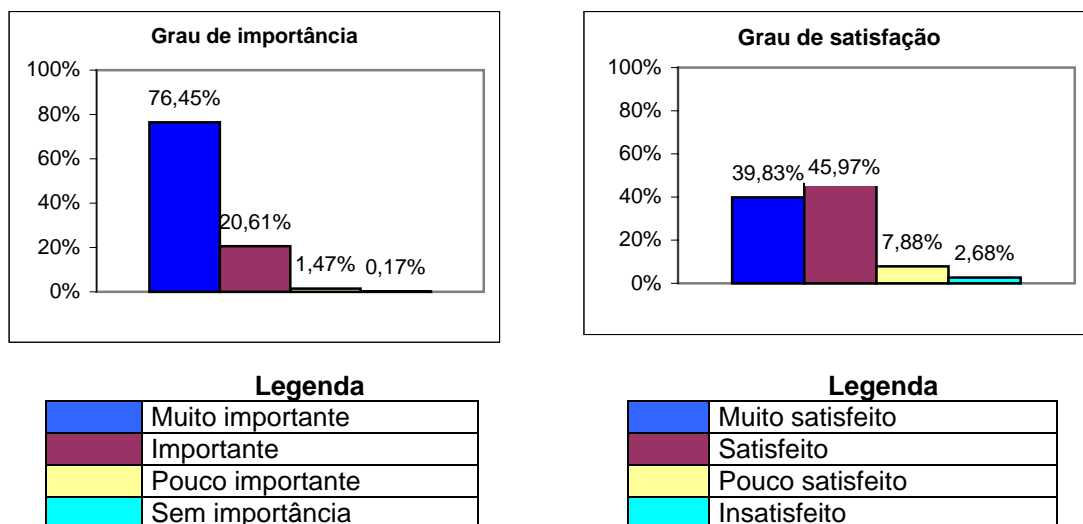 Grau de importância
100%
80%
60%
40%
20%
0%
76,45%
20,61%
1,47%
0,17%
Grau de satisfação
100%
80%
60%
40%
20%
0%
39,83%
45,97%
7,88%
2,68%
Legenda
Muito importante
Importante
Pouco importante
Sem importância
Legenda
Muito satisfeito
Satisfeito
Pouco satisfeito
Insatisfeito